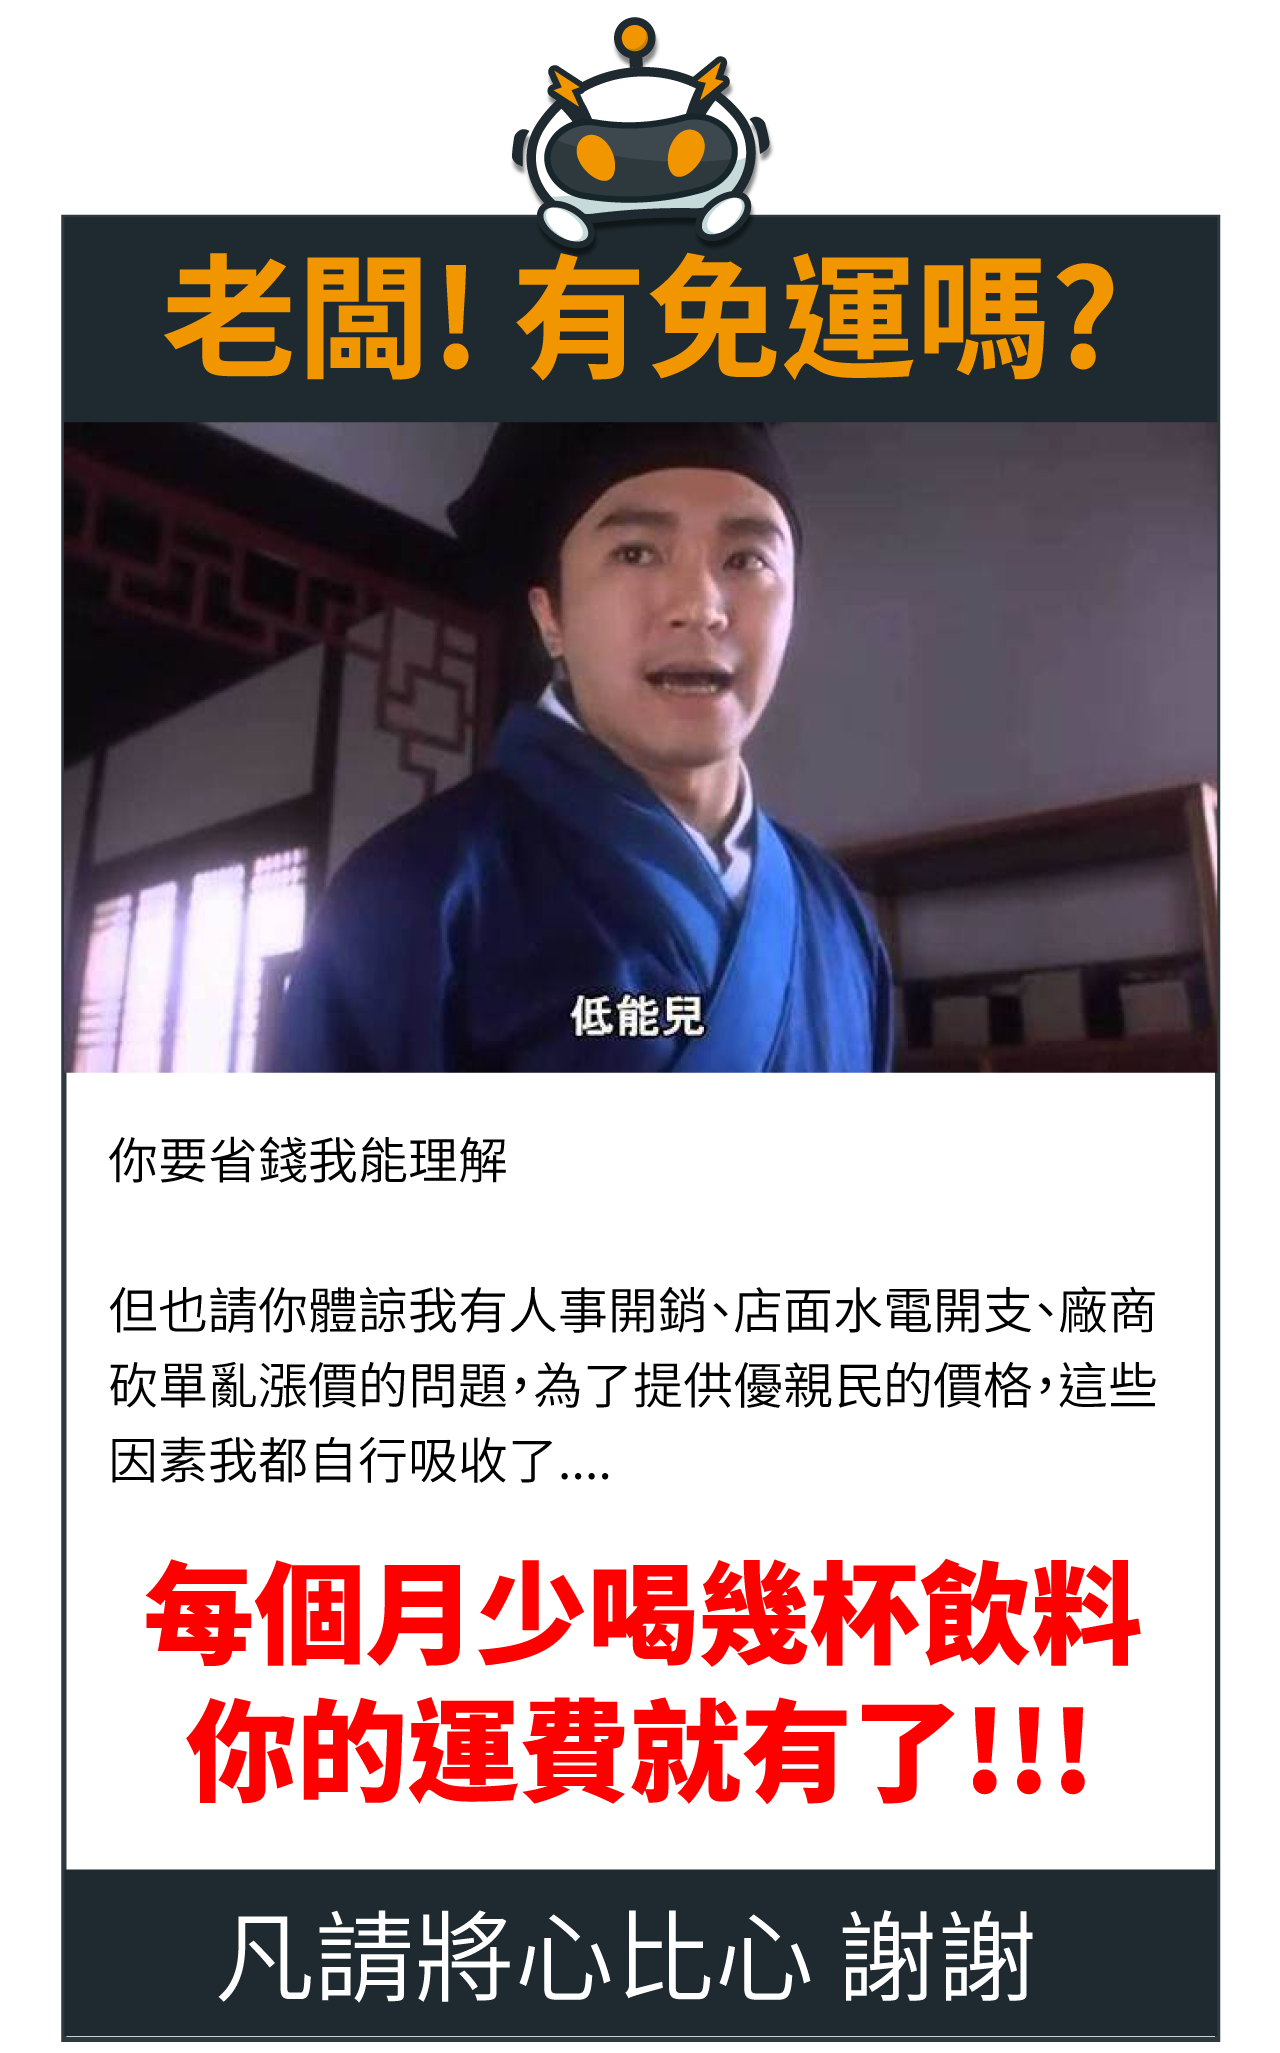 老闆! 有免運嗎?
低能兒
你要省錢我能理解
但也請你體諒我有人事開銷、店面水電開支、廠商
砍單亂漲價的問題,為了提供優親民的價格,這些
因素我都自行吸收了....
每個月少喝幾杯飲料
你的運費就有了!!!
凡請將心比心 謝謝